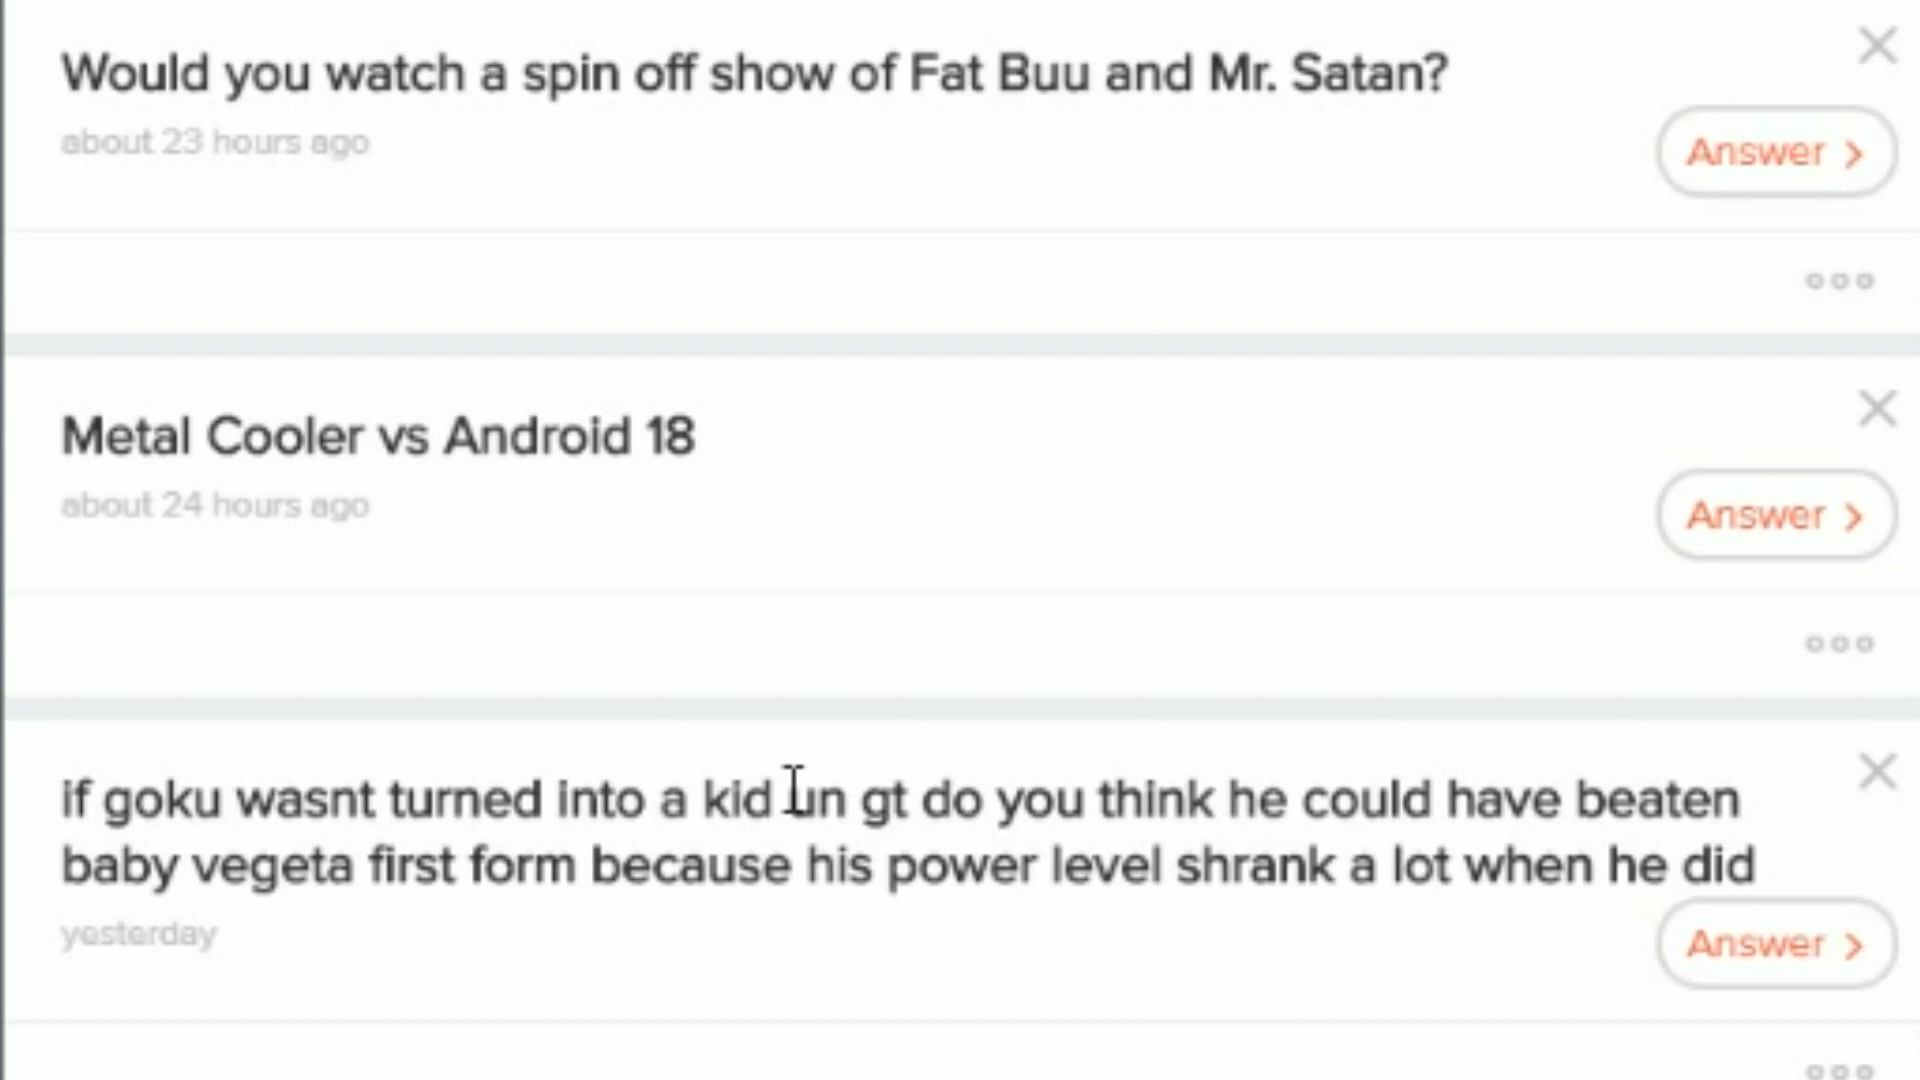 Would you watch a spin off show of Fat Buu and Mr. Satan?
about 23 hours ago
Answer >
Metal Cooler vs Android 18
about 24 hours ago
Answer >
if goku wasnt turned into a kid un gt do you think he could have beaten
baby vegeta first form because his power level shrank a lot when he did
yesterday
Answer >